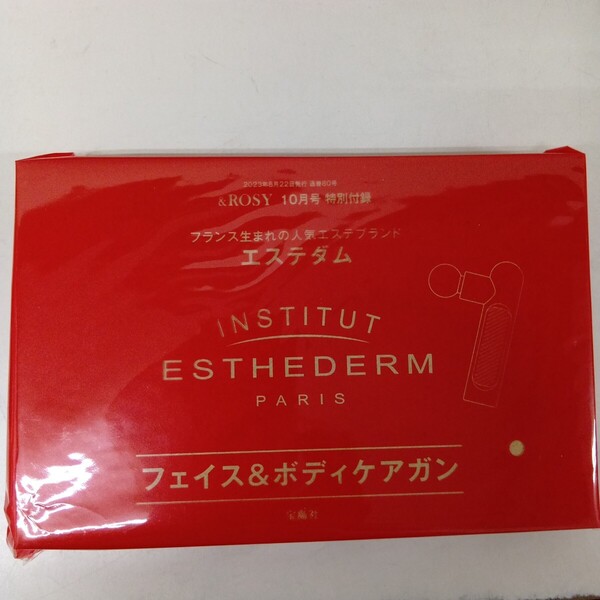 2023年8月22日発行 通巻60号
&ROSY 10月号 特別付録
フランス生まれの人気エステブランド
エステダム
INSTITUT
ESTHEDERM
PARIS
フェイス&ボディケアガン
宝島社